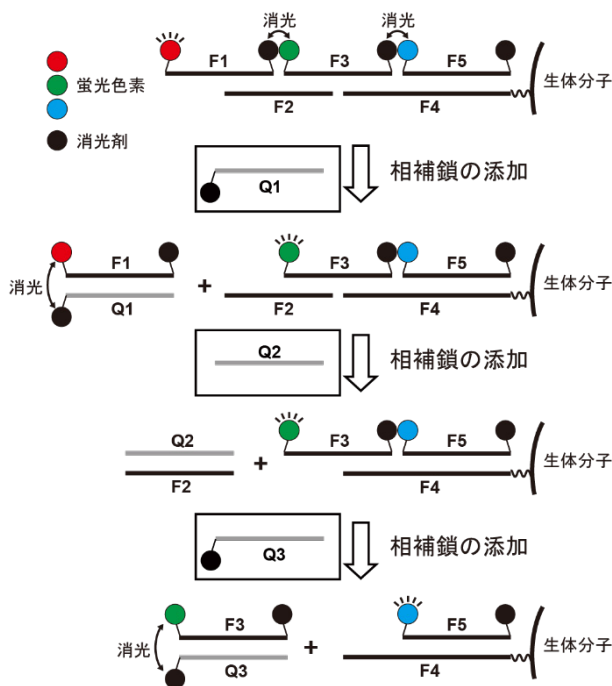 消光 消光
F1 F3 F5
蛍光色素
F2 F4
生体分子
消光剤
Q1
相補鎖の添加
F1 F3 F5
消光
+
Q1 F2 F4
生体分子
Q2
相補鎖の添加
Q2
+
F3 F5
F2 F4
生体分子
Q3
相補鎖の添加
F3 F5
消光
+
Q3 F4
生体分子